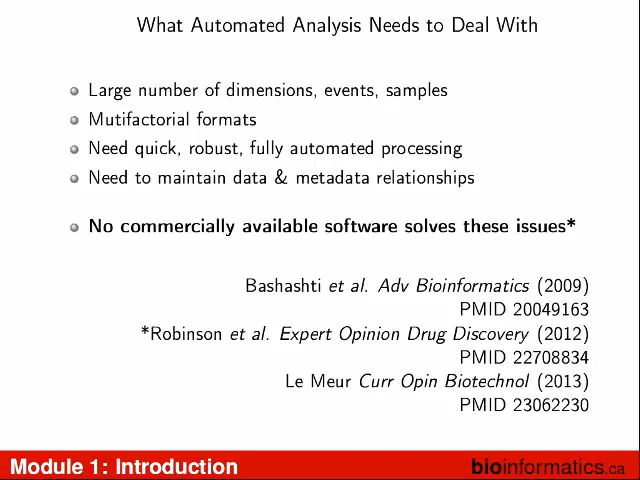 What Automated Analysis Needs to Deal With
Large number of dimensions, events, samples
Mutifactorial formats
Need quick, robust, fully automated processing
Need to maintain data & metadata relationships
No commercially available software solves these issues*
Bashashti et al. Adv Bioinformatics (2009)
PMID 20049163
*Robinson et al. Expert Opinion Drug Discovery (2012)
PMID 22708834
Le Meur Curr Opin Biotechnol (2013)
PMID 23062230
Module 1: Introduction
bioinformatics.ca